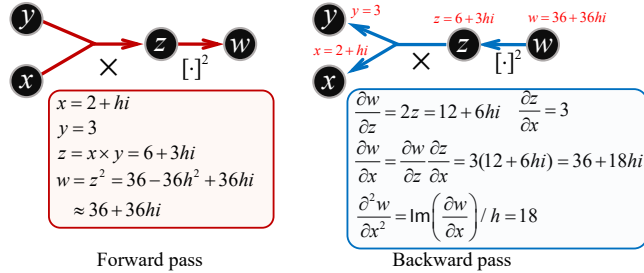 y
x
z
w
×
[·]²
x = 2 + hi
y = 3
z = x × y = 6 + 3hi
w = z² = 36 − 36h² + 36hi
≈ 36 + 36hi
Forward pass
y
y = 3
x = 2 + hi
x
z = 6 + 3hi
z
w = 36 + 36hi
w
×
[·]²
∂w/∂z = 2z = 12 + 6hi ∂z/∂x = 3
∂w/∂x = ∂w/∂z ∂z/∂x = 3(12 + 6hi) = 36 + 18hi
∂²w/∂x² = Im(∂w/∂x) / h = 18
Backward pass